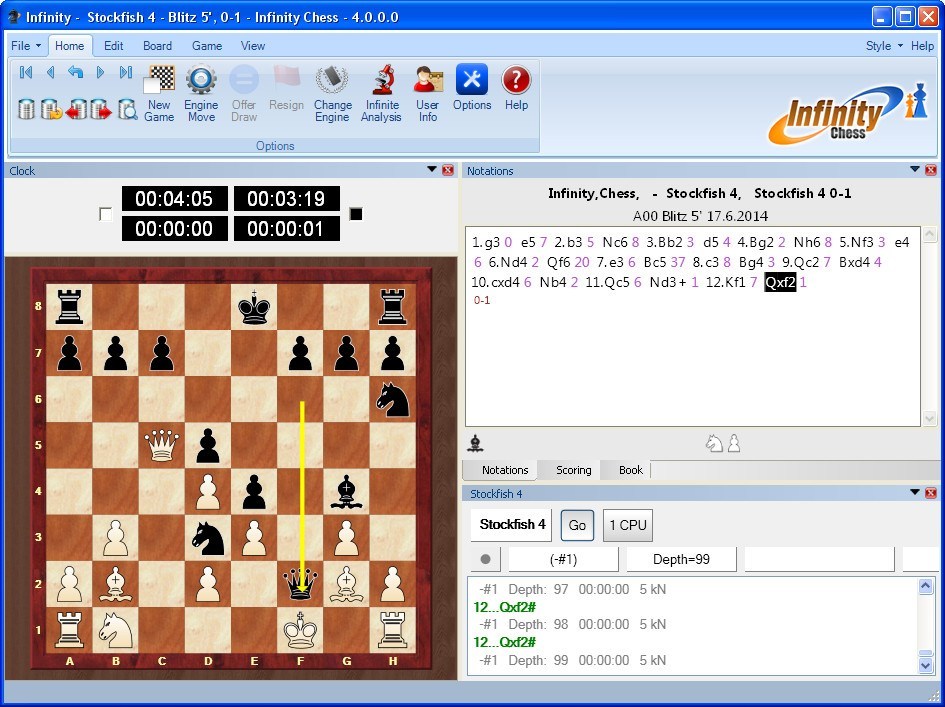 Infinity - Stockfish 4 - Blitz 5', 0-1 - Infinity Chess - 4.0.0.0
File Home Edit Board Game View Style Help
New Game
Engine Move
Offer Draw
Resign
Change Engine
Infinite Analysis
User Info
Options
Help
Options
Infinity Chess
Clock
00:04:05 00:03:19
00:00:00 00:00:01
8
7
6
5
4
3
2
1
A B C D E F G H
Notations
Infinity,Chess, - Stockfish 4, Stockfish 4 0-1
A00 Blitz 5' 17.6.2014
1.g3 0 e5 7 2.b3 5 Nc6 8 3.Bb2 3 d5 4 4.Bg2 2 Nh6 8 5.Nf3 3 e4
6 6.Nd4 2 Qf6 20 7.e3 6 Bc5 37 8.c3 8 Bg4 3 9.Qc2 7 Bxd4 4
10.cxd4 6 Nb4 2 11.Qc5 6 Nd3+ 1 12.Kf1 7 Qxf2 1
0-1
Notations Scoring Book
Stockfish 4
Stockfish 4 Go 1 CPU
(-#1) Depth=99
-#1 Depth: 97 00:00:00 5 kN
12...Qxf2#
-#1 Depth: 98 00:00:00 5 kN
12...Qxf2#
-#1 Depth: 99 00:00:00 5 kN